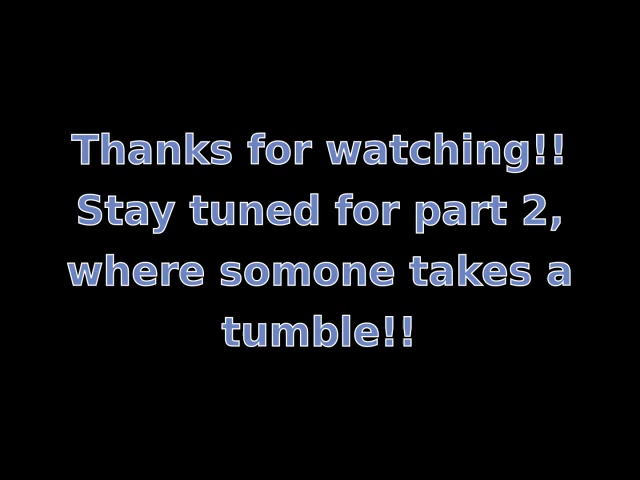 Thanks for watching!!
Stay tuned for part 2,
where somone takes a
tumble!!